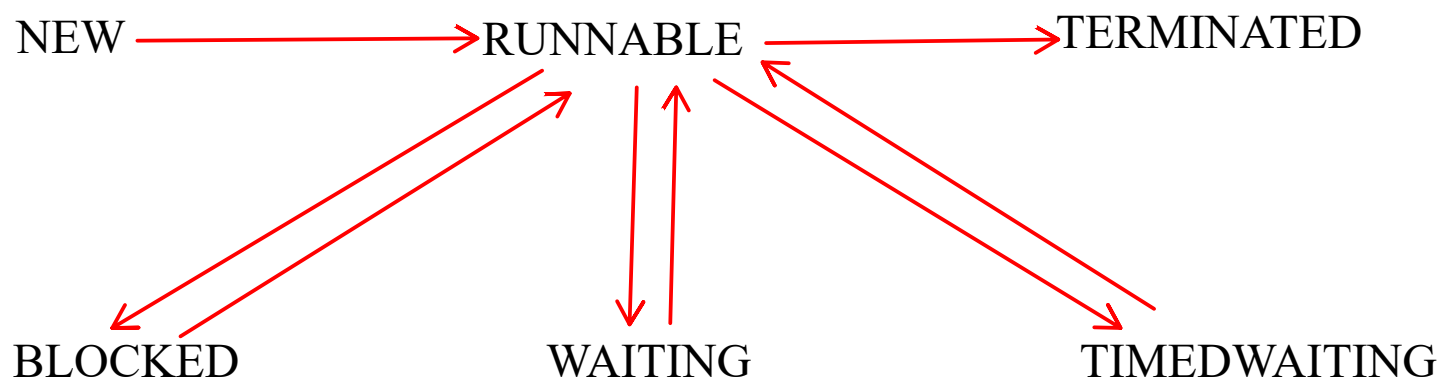 NEW
RUNNABLE
TERMINATED
BLOCKED
WAITING
TIMEDWAITING